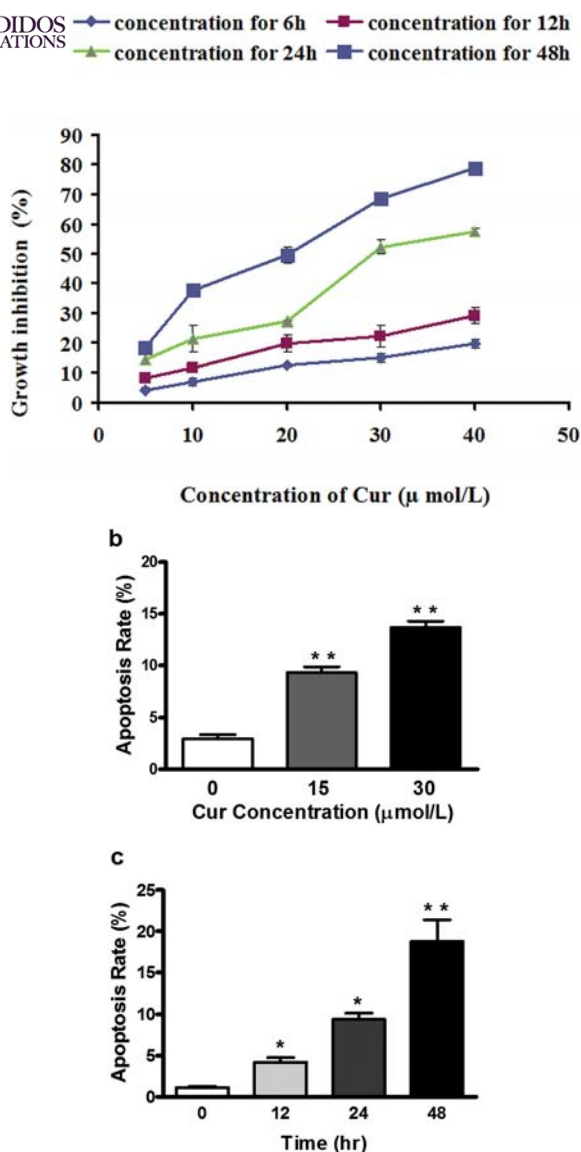 concentration for 6h concentration for 12h
concentration for 24h concentration for 48h
ATIONS
90
80
70
60
50
40
30
20
10
0
Growth inhibition (%)
0 10 20 30 40 50
Concentration of Cur (μ mol/L)
b
20
15
10
5
0
Apoptosis Rate (%)
* *
* *
0 15 30
Cur Concentration (μmol/L)
c
25
20
15
10
5
0
Apoptosis Rate (%)
*
*
* *
0 12 24 48
Time (hr)